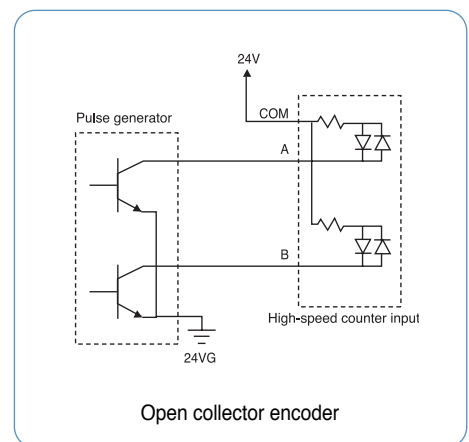 24V
COM
Pulse generator
A
B
High-speed counter input
24VG
Open collector encoder